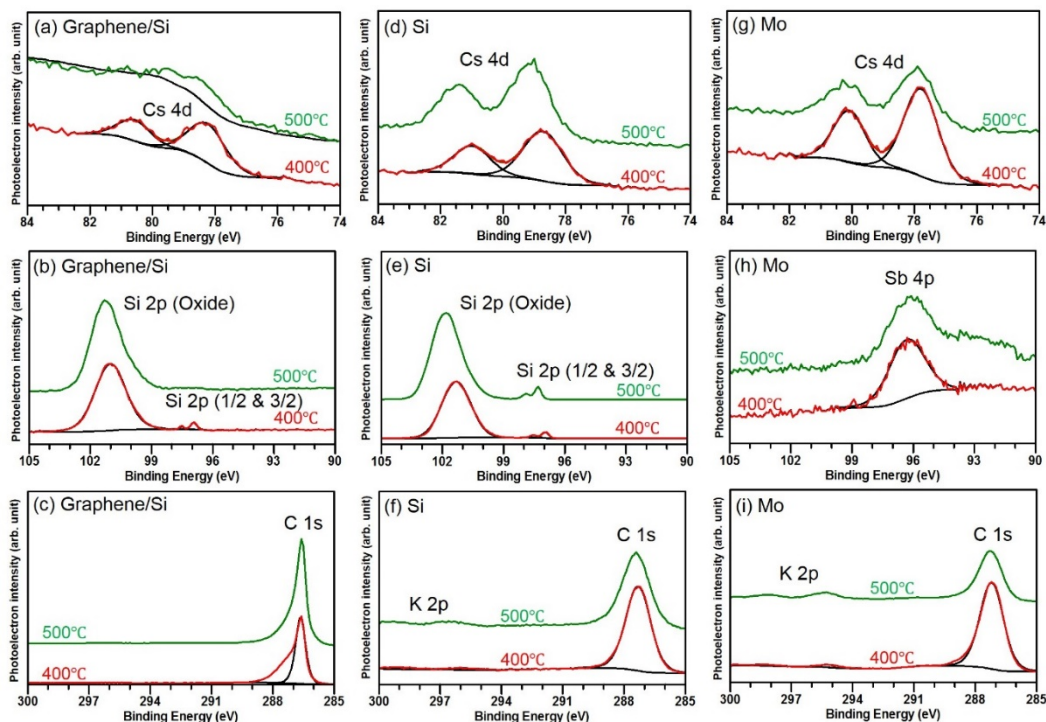 (a) Graphene/Si
Photoelectron intensity (arb. unit)
Cs 4d
500°C
400°C
84 82 80 78 76 74
Binding Energy (eV)
(d) Si
Photoelectron intensity (arb. unit)
Cs 4d
500°C
400°C
84 82 80 78 76 74
Binding Energy (eV)
(g) Mo
Photoelectron intensity (arb. unit)
Cs 4d
500°C
400°C
84 82 80 78 76 74
Binding Energy (eV)
(b) Graphene/Si
Photoelectron intensity (arb. unit)
Si 2p (Oxide)
500°C
Si 2p (1/2 & 3/2)
400°C
105 102 99 96 93 90
Binding Energy (eV)
(e) Si
Photoelectron intensity (arb. unit)
Si 2p (Oxide)
Si 2p (1/2 & 3/2)
500°C
400°C
105 102 99 96 93 90
Binding Energy (eV)
(h) Mo
Photoelectron intensity (arb. unit)
Sb 4p
500°C
400°C
105 102 99 96 93 90
Binding Energy (eV)
(c) Graphene/Si
Photoelectron intensity (arb. unit)
C 1s
500°C
400°C
300 297 294 291 288 285
Binding Energy (eV)
(f) Si
Photoelectron intensity (arb. unit)
C 1s
K 2p
500°C
400°C
300 297 294 291 288 285
Binding Energy (eV)
(i) Mo
Photoelectron intensity (arb. unit)
C 1s
K 2p
500°C
400°C
300 297 294 291 288 285
Binding Energy (eV)